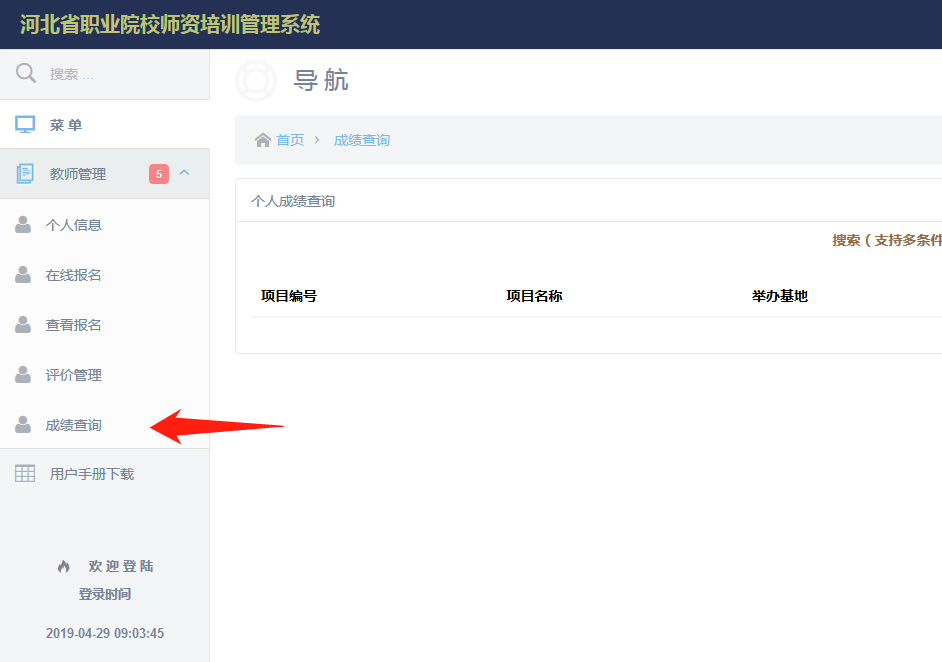 河北省职业院校师资培训管理系统
搜索 ...
菜 单
教师管理 5
个人信息
在线报名
查看报名
评价管理
成绩查询
用户手册下载
欢 迎 登 陆
登录时间
2019-04-29 09:03:45
导 航
首页 > 成绩查询
个人成绩查询
搜索 ( 支持多条件
项目编号 项目名称 举办基地